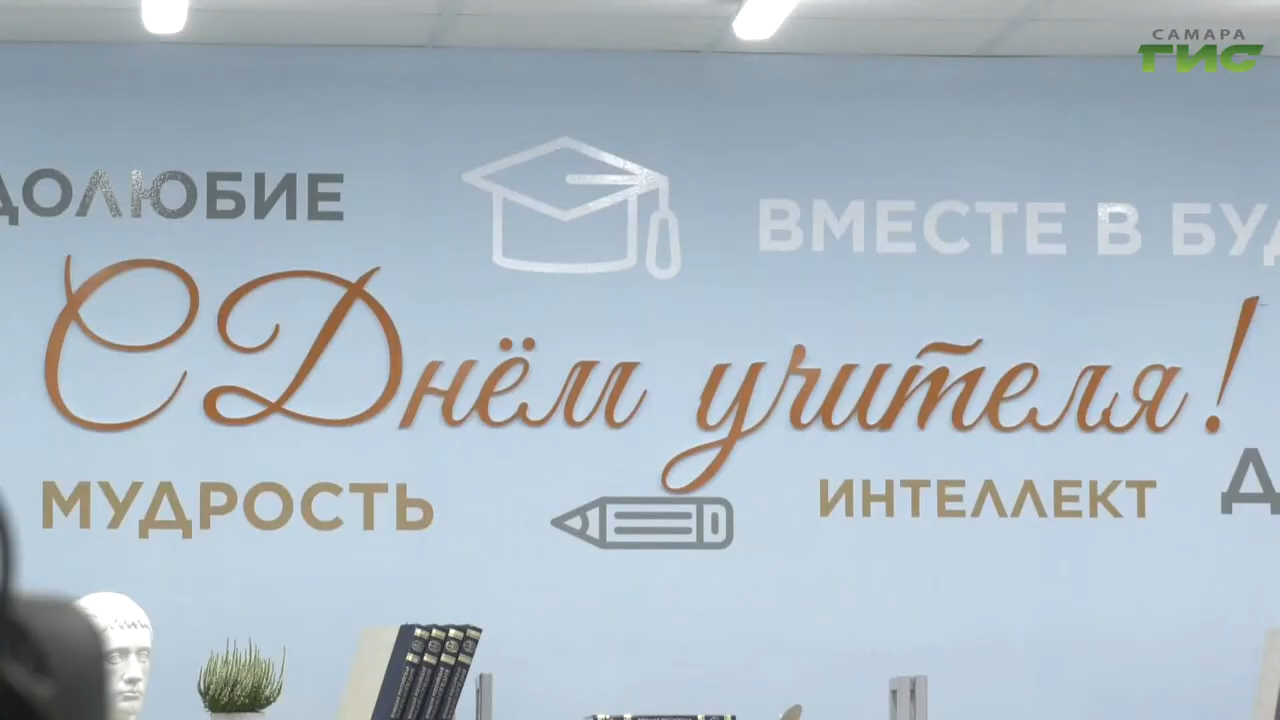 САМАРА
ГИС
ДОЛЮБИЕ
ВМЕСТЕ В БУД
С Днём учителя!
МУДРОСТЬ
ИНТЕЛЛЕКТ
Д